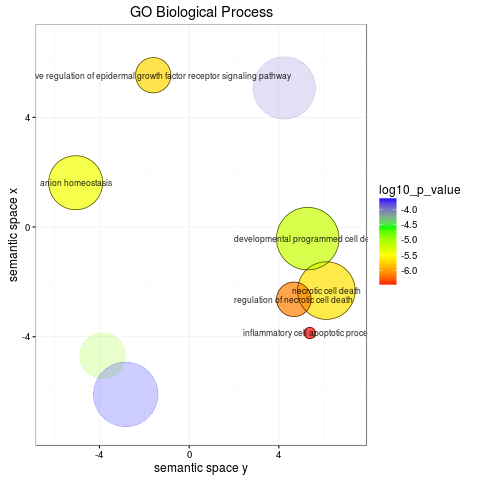 GO Biological Process
ve regulation of epidermal growth factor receptor signaling pathway
anion homeostasis
developmental programmed cell de
necrotic cell death
regulation of necrotic cell death
inflammatory cell apoptotic proce
4
0
-4
-4
0
4
semantic space y
semantic space x
log10_p_value
-4.0
-4.5
-5.0
-5.5
-6.0